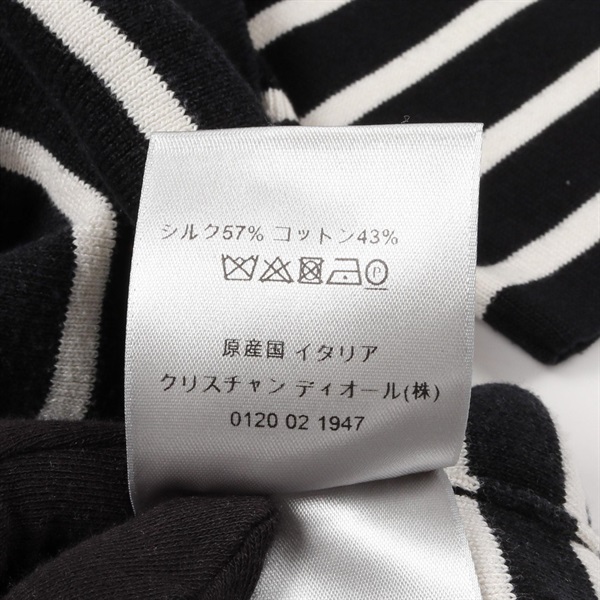 シルク57% コットン43%
P
原産国 イタリア
クリスチャン ディオール(株)
0120 02 1947